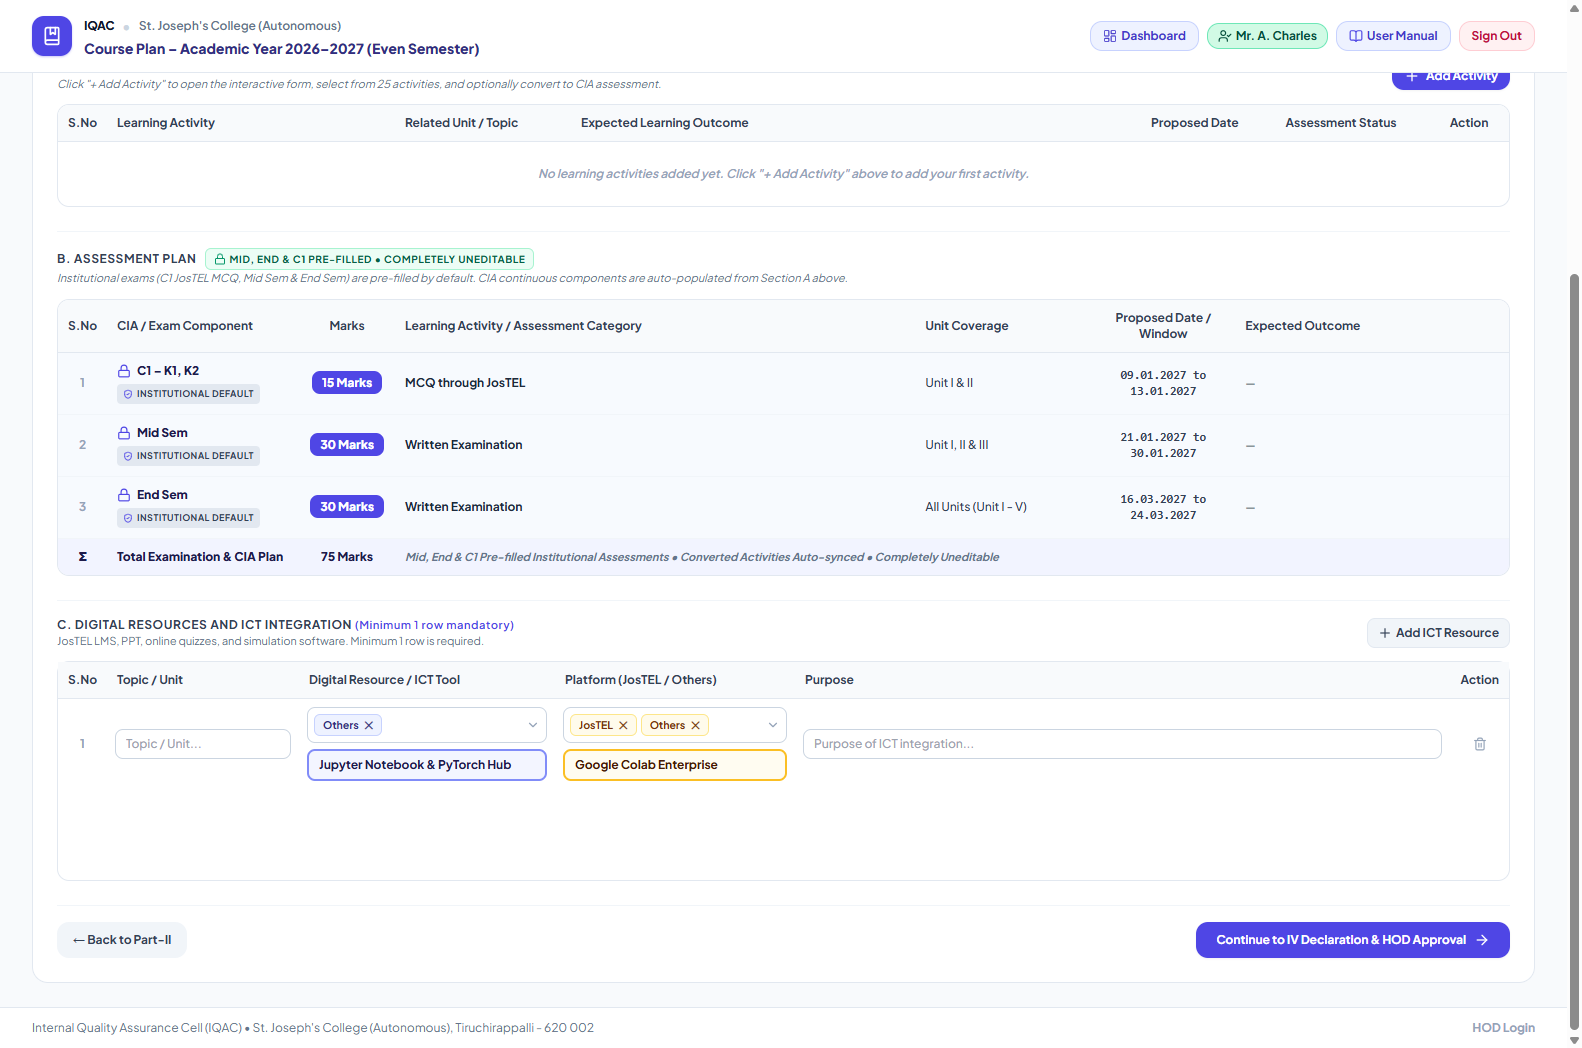 IQAC • St. Joseph's College (Autonomous)
Course Plan – Academic Year 2026–2027 (Even Semester)
Dashboard
Mr. A. Charles
User Manual
Sign Out
Click "+ Add Activity" to open the interactive form, select from 25 activities, and optionally convert to CIA assessment.
+ Add Activity
S.No Learning Activity Related Unit / Topic Expected Learning Outcome Proposed Date Assessment Status Action
No learning activities added yet. Click "+ Add Activity" above to add your first activity.
B. ASSESSMENT PLAN MID, END & C1 PRE-FILLED • COMPLETELY UNEDITABLE
Institutional exams (C1 JosTEL MCQ, Mid Sem & End Sem) are pre-filled by default. CIA continuous components are auto-populated from Section A above.
S.No CIA / Exam Component Marks Learning Activity / Assessment Category Unit Coverage Proposed Date / Window Expected Outcome
1 C1 – K1, K2 INSTITUTIONAL DEFAULT 15 Marks MCQ through JosTEL Unit I & II 09.01.2027 to 13.01.2027 —
2 Mid Sem INSTITUTIONAL DEFAULT 30 Marks Written Examination Unit I, II & III 21.01.2027 to 30.01.2027 —
3 End Sem INSTITUTIONAL DEFAULT 30 Marks Written Examination All Units (Unit I - V) 16.03.2027 to 24.03.2027 —
Σ Total Examination & CIA Plan 75 Marks Mid, End & C1 Pre-filled Institutional Assessments • Converted Activities Auto-synced • Completely Uneditable
C. DIGITAL RESOURCES AND ICT INTEGRATION (Minimum 1 row mandatory)
JosTEL LMS, PPT, online quizzes, and simulation software. Minimum 1 row is required.
+ Add ICT Resource
S.No Topic / Unit Digital Resource / ICT Tool Platform (JosTEL / Others) Purpose Action
Others ✕ JosTEL ✕ Others ✕
1 Topic / Unit... Purpose of ICT integration...
Jupyter Notebook & PyTorch Hub Google Colab Enterprise
← Back to Part-II
Continue to IV Declaration & HOD Approval →
Internal Quality Assurance Cell (IQAC) • St. Joseph's College (Autonomous), Tiruchirappalli - 620 002
HOD Login